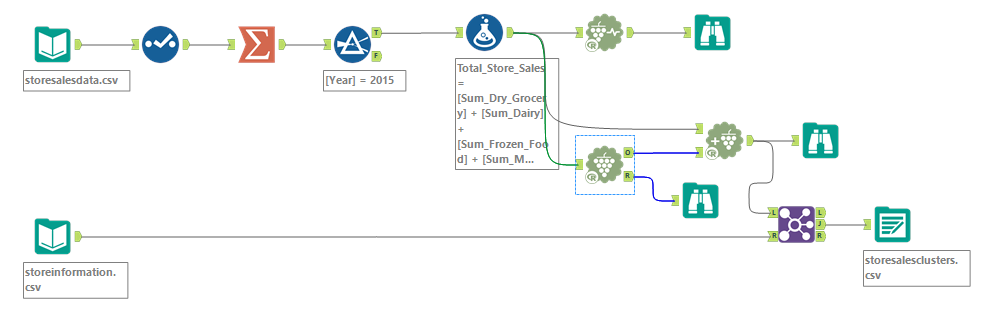 T
F
storesalesdata.csv
[Year] = 2015
Total_Store_Sales
=
[Sum_Dry_Grocer
y] + [Sum_Dairy]
+
[Sum_Frozen_Foo
d] + [Sum_M...
R
R
O
R
R
L
R
L
J
R
storeinformation.
csv
storesalesclusters.
csv